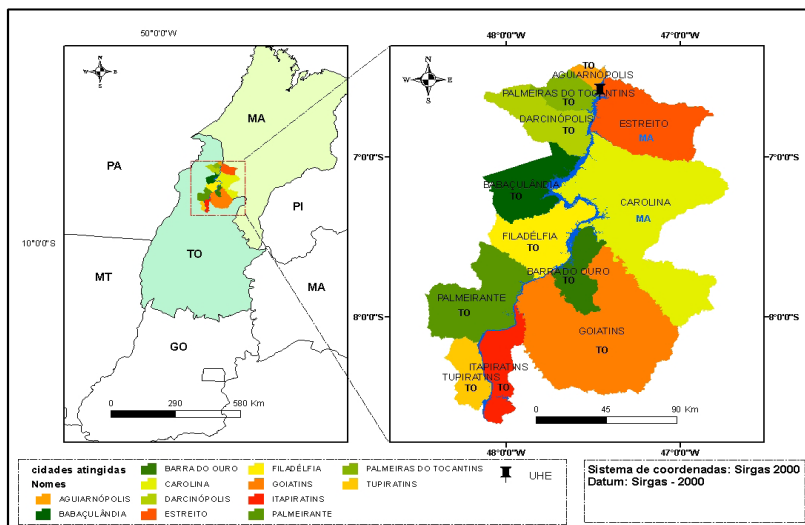 50°0'0"W
N
W E
S
MA
PA
PI
10°0'0"S
TO
MT
MA
GO
0 290 580 Km
48°0'0"W 47°0'0"W
N
W E
S
TO
AGUIARNÓPOLIS
PALMEIRAS DO TOCANTINS
TO
DARCINÓPOLIS
TO
ESTREITO
MA
7°0'0"S 7°0'0"S
BABAÇULÂNDIA
TO
CAROLINA
MA
FILADÉLFIA
TO
BARRA DO OURO
TO
PALMEIRANTE
TO
8°0'0"S 8°0'0"S
GOIATINS
TO
ITAPIRATINS
TO
TUPIRATINS
TO
0 45 90 KM
48°0'0"W 47°0'0"W
cidades atingidas
Nomes
AGUIARNÓPOLIS
BABAÇULÂNDIA
BARRA DO OURO
CAROLINA
DARCINÓPOLIS
ESTREITO
FILADÉLFIA
GOIATINS
ITAPIRATINS
PALMEIRANTE
PALMEIRAS DO TOCANTINS
TUPIRATINS
UHE
Sistema de coordenadas: Sirgas 2000
Datum: Sirgas - 2000